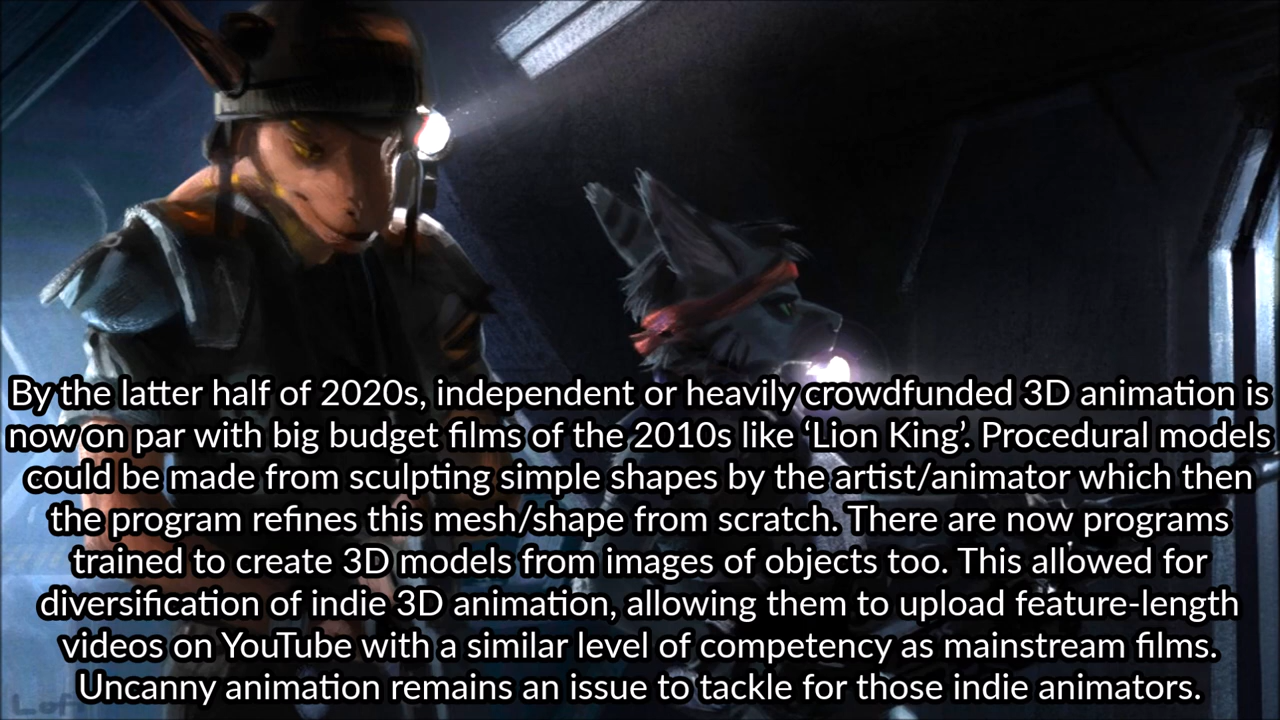 By the latter half of 2020s, independent or heavily crowdfunded 3D animation is
now on par with big budget films of the 2010s like ‘Lion King’. Procedural models
could be made from sculpting simple shapes by the artist/animator which then
the program refines this mesh/shape from scratch. There are now programs
trained to create 3D models from images of objects too. This allowed for
diversification of indie 3D animation, allowing them to upload feature-length
videos on YouTube with a similar level of competency as mainstream films.
Uncanny animation remains an issue to tackle for those indie animators.